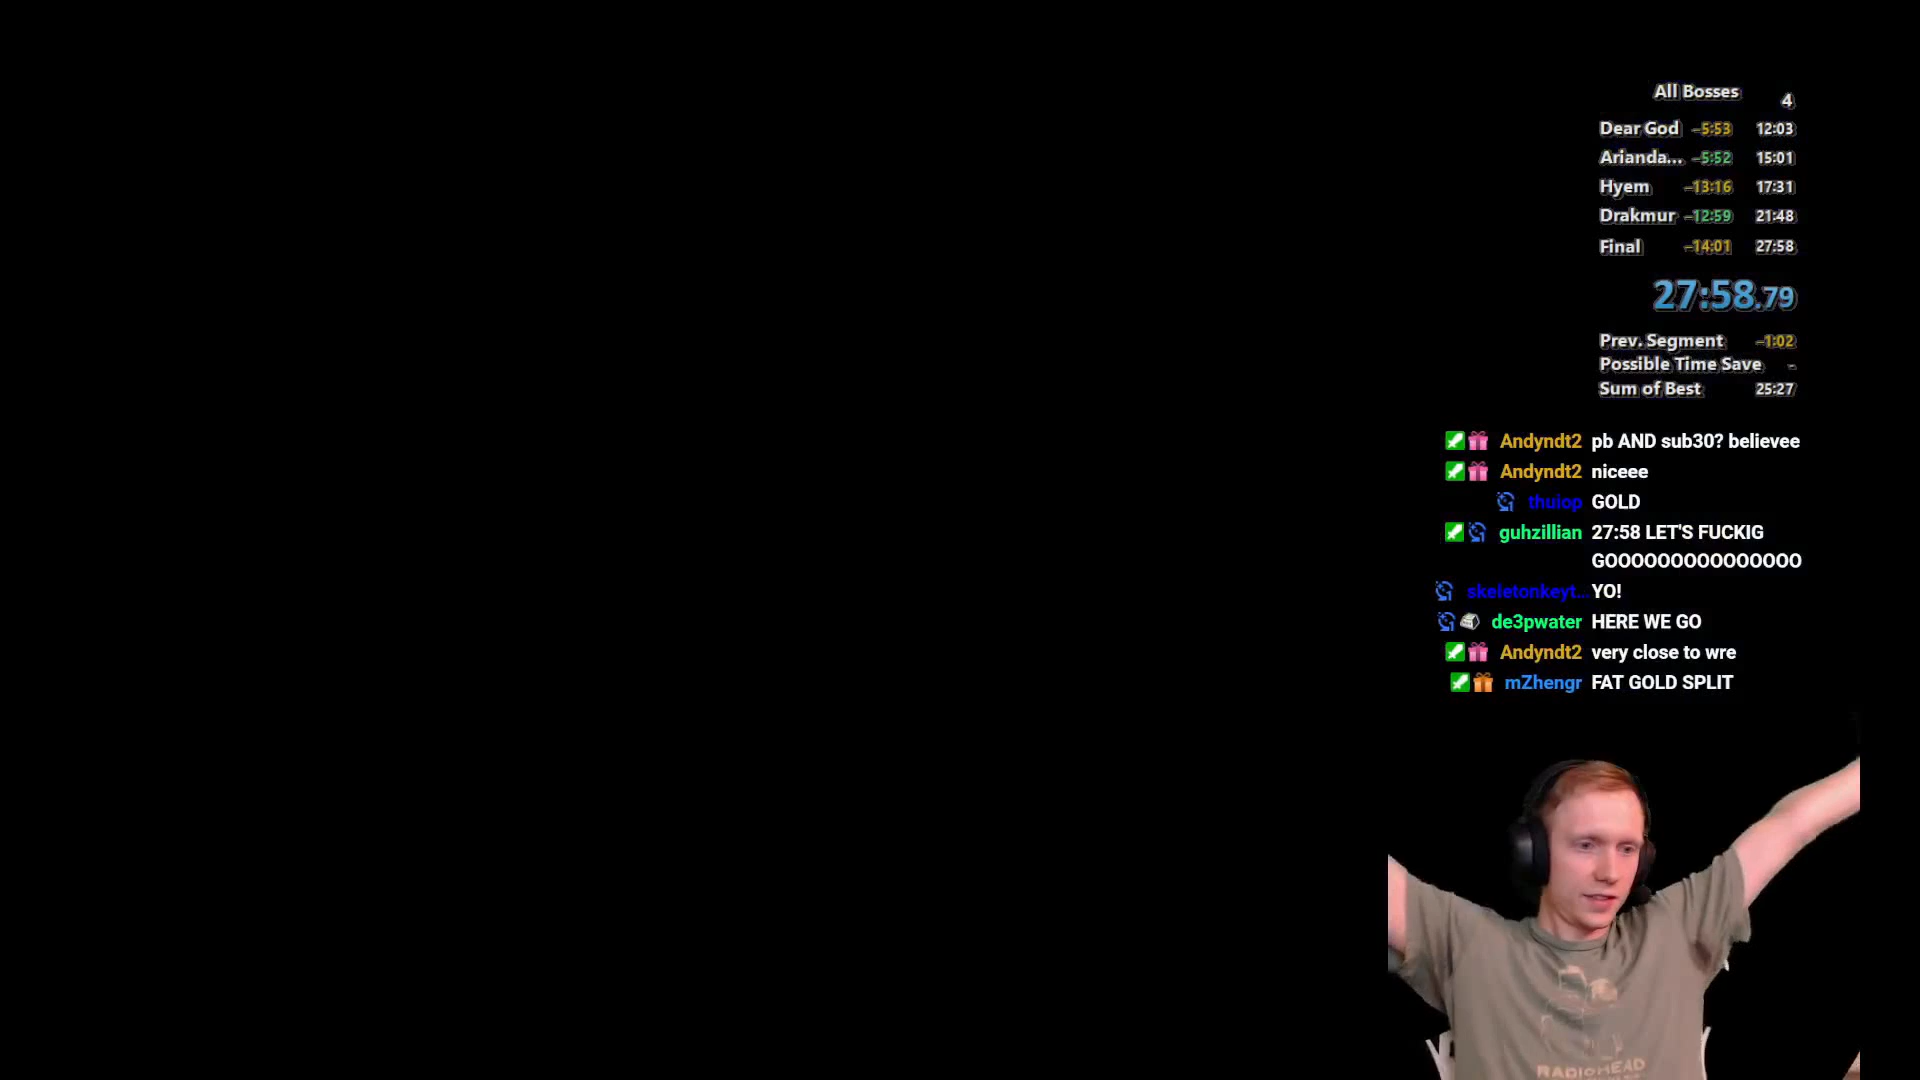 All Bosses
4
Dear God -5:53 12:03
Arianda... -5:52 15:01
Hyem -13:16 17:31
Drakmur -12:59 21:48
Final -14:01 27:58
27:58.79
Prev. Segment -1:02
Possible Time Save -
Sum of Best 25:27
Andyndt2 pb AND sub30? believee
Andyndt2 niceee
thuiop GOLD
guhzillian 27:58 LET'S FUCKIG
GOOOOOOOOOOOOOOO
skeletonkeyt... YO!
de3pwater HERE WE GO
Andyndt2 very close to wre
mZhengr FAT GOLD SPLIT
RADIOHEAD